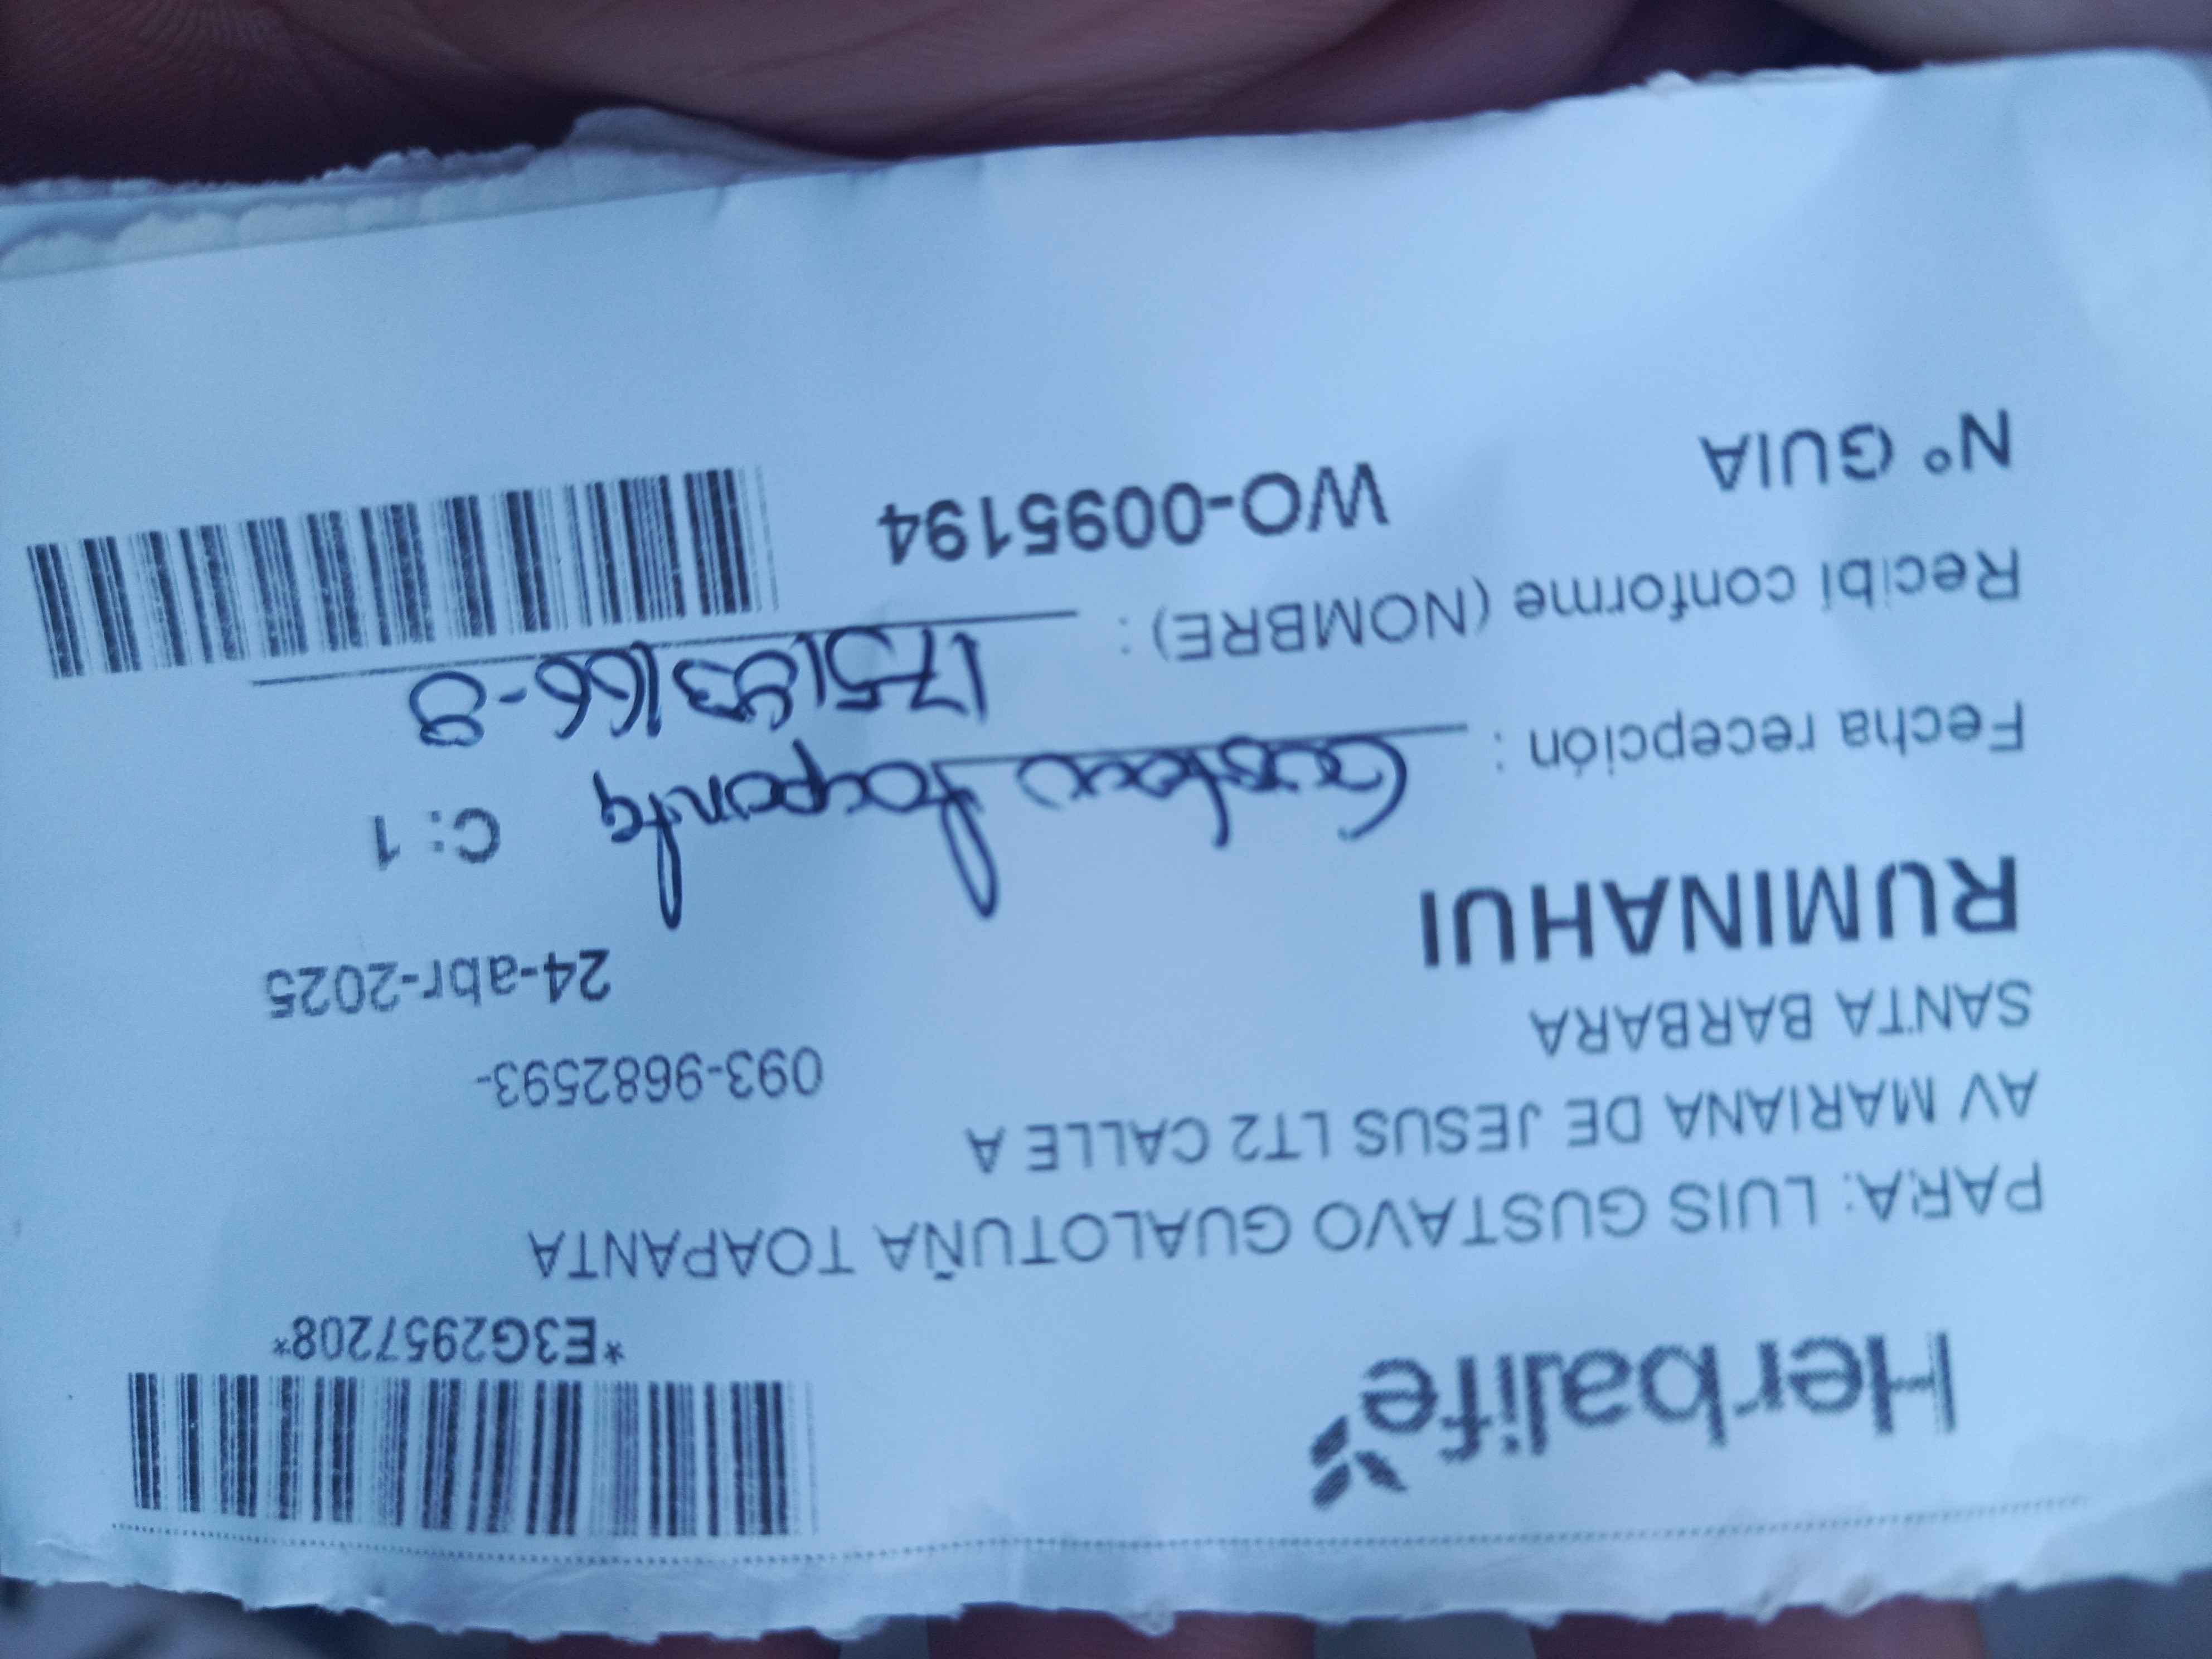 Herbalife
*E3G2957208*
PARA: LUIS GUSTAVO GUALOTUÑA TOAPANTA
AV MARIANA DE JESUS LT2 CALLE A
SANTA BARBARA 093-9682593-
RUMINAHUI 24-abr-2025
C: 1
Fecha recepción : Gustavo Toapanta
Recibí conforme (NOMBRE) : 175183166-8
N° GUIA WO-0095194